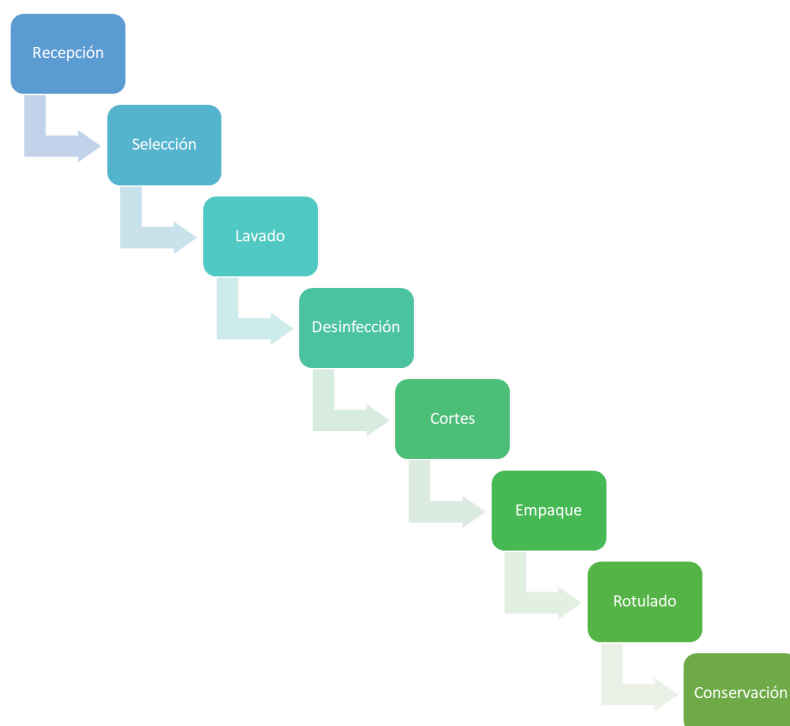 Recepción
Selección
Lavado
Desinfección
Cortes
Empaque
Rotulado
Conservación